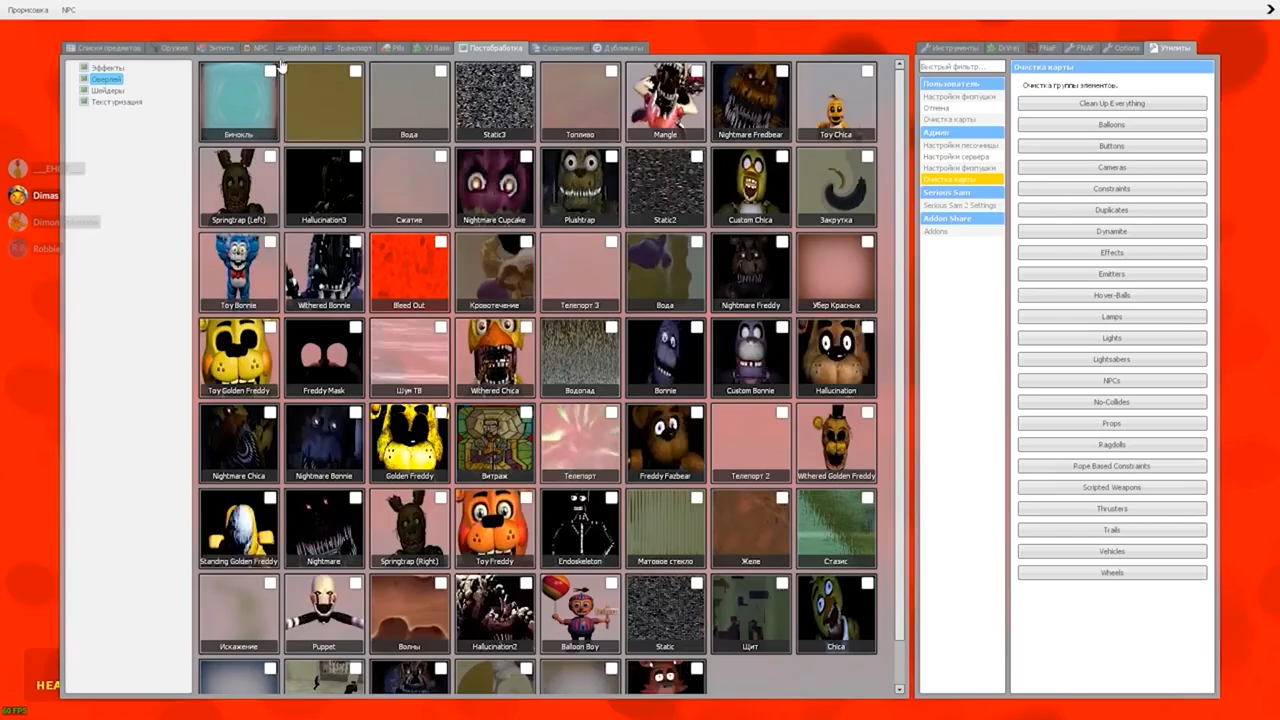 Прорисовка NPC
Списки предметов Оружие Энтити NPC simfphys Транспорт Pills VJ Base Постобработка Сохранения Дубликаты
Инструменты FNaF FNAF Options Утилиты
Эффекты
Оверлей
Шейдеры
Текстуризация
Бинокль Вода Static3 Топливо Mangle Nightmare Fredbear Toy Chica
Springtrap (Left) Hallucination3 Сжатие Nightmare Cupcake Plushtrap Static2 Custom Chica Закрутка
Toy Bonnie Withered Bonnie Bleed Out Кровотечение Телепорт 3 Вода Nightmare Freddy Убер Красных
Toy Golden Freddy Freddy Mask Шум ТВ Withered Chica Водопад Bonnie Custom Bonnie Hallucination
Nightmare Chica Nightmare Bonnie Golden Freddy Витраж Телепорт Freddy Fazbear Телепорт 2 Withered Golden Freddy
Standing Golden Freddy Nightmare Springtrap (Right) Toy Freddy Endoskeleton Матовое стекло Желе Стазис
Искажение Puppet Волны Hallucination2 Balloon Boy Static Щит Chica
Быстрый фильтр...
Пользователь
Настройки физпушки
Отмена
Очистка карты
Админ
Настройки песочницы
Настройки сервера
Настройки физпушки
Очистка карты
Serious Sam
Serious Sam 2 Settings
Addon Share
Addons
Очистка карты
Очистка группы элементов.
Clean Up Everything
Balloons
Buttons
Cameras
Constraints
Duplicates
Dynamite
Effects
Emitters
Hover-Balls
Lamps
Lights
Lightsabers
NPCs
No-Collides
Props
Ragdolls
Rope Based Constraints
Scripted Weapons
Thrusters
Trails
Vehicles
Wheels
Dimas
Robbie
HEA
60 FPS